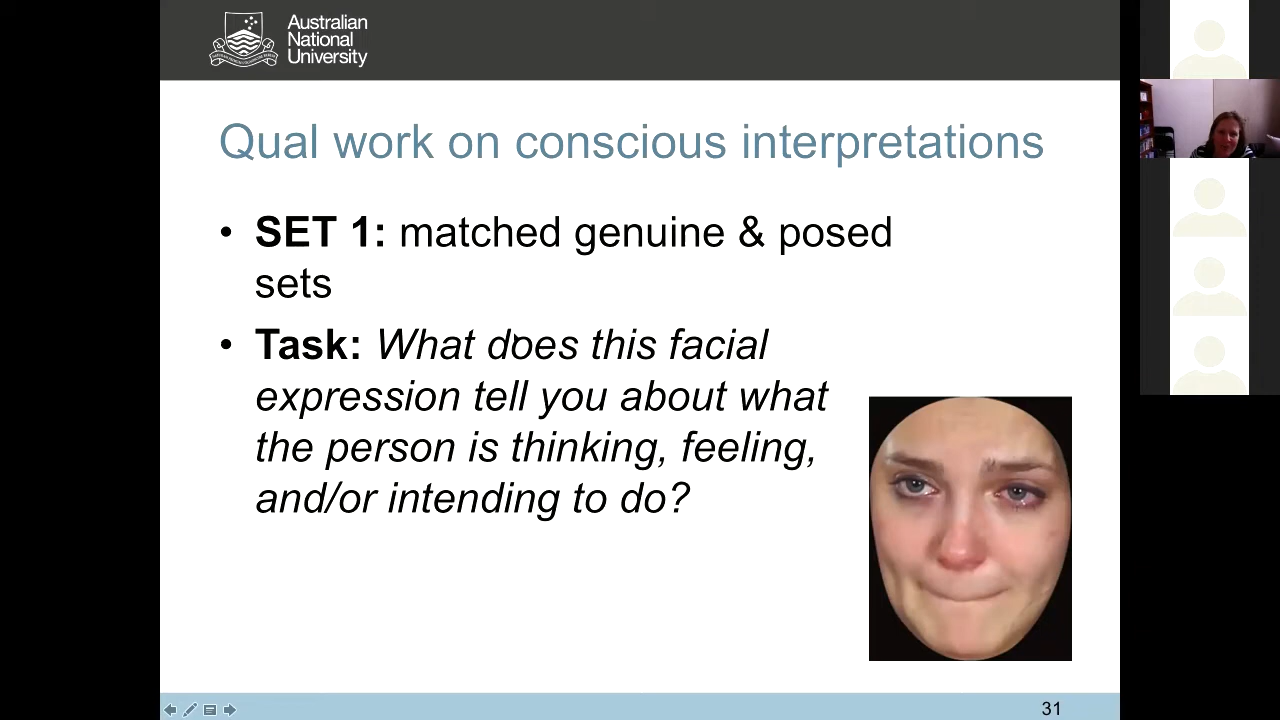 Australian
National
University
Qual work on conscious interpretations
• SET 1: matched genuine & posed
sets
• Task: What does this facial
expression tell you about what
the person is thinking, feeling,
and/or intending to do?
31